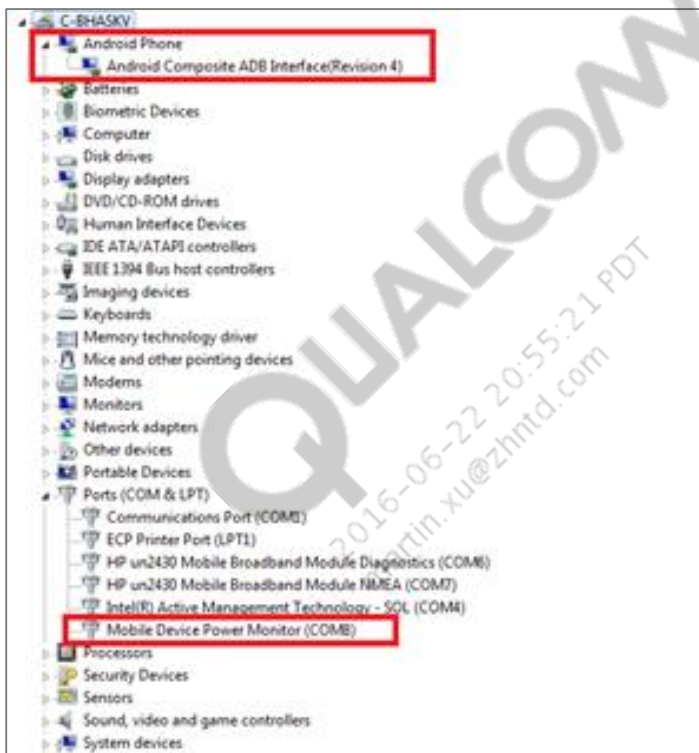 C-BHASKV
Android Phone
Android Composite ADB Interface(Revision 4)
Batteries
Biometric Devices
Computer
Disk drives
Display adapters
DVD/CD-ROM drives
Human Interface Devices
IDE ATA/ATAPI controllers
IEEE 1394 Bus host controllers
Imaging devices
Keyboards
Memory technology driver
Mice and other pointing devices
Modems
Monitors
Network adapters
Other devices
Portable Devices
Ports (COM & LPT)
Communications Port (COM1)
ECP Printer Port (LPT1)
HP un2430 Mobile Broadband Module Diagnostics (COM6)
HP un2430 Mobile Broadband Module NMEA (COM7)
Intel(R) Active Management Technology - SOL (COM4)
Mobile Device Power Monitor (COM8)
Processors
Security Devices
Sensors
Sound, video and game controllers
System devices
QUALCOM
2016-06-22 20:55:21 PDT
martin.xu@zhntd.com